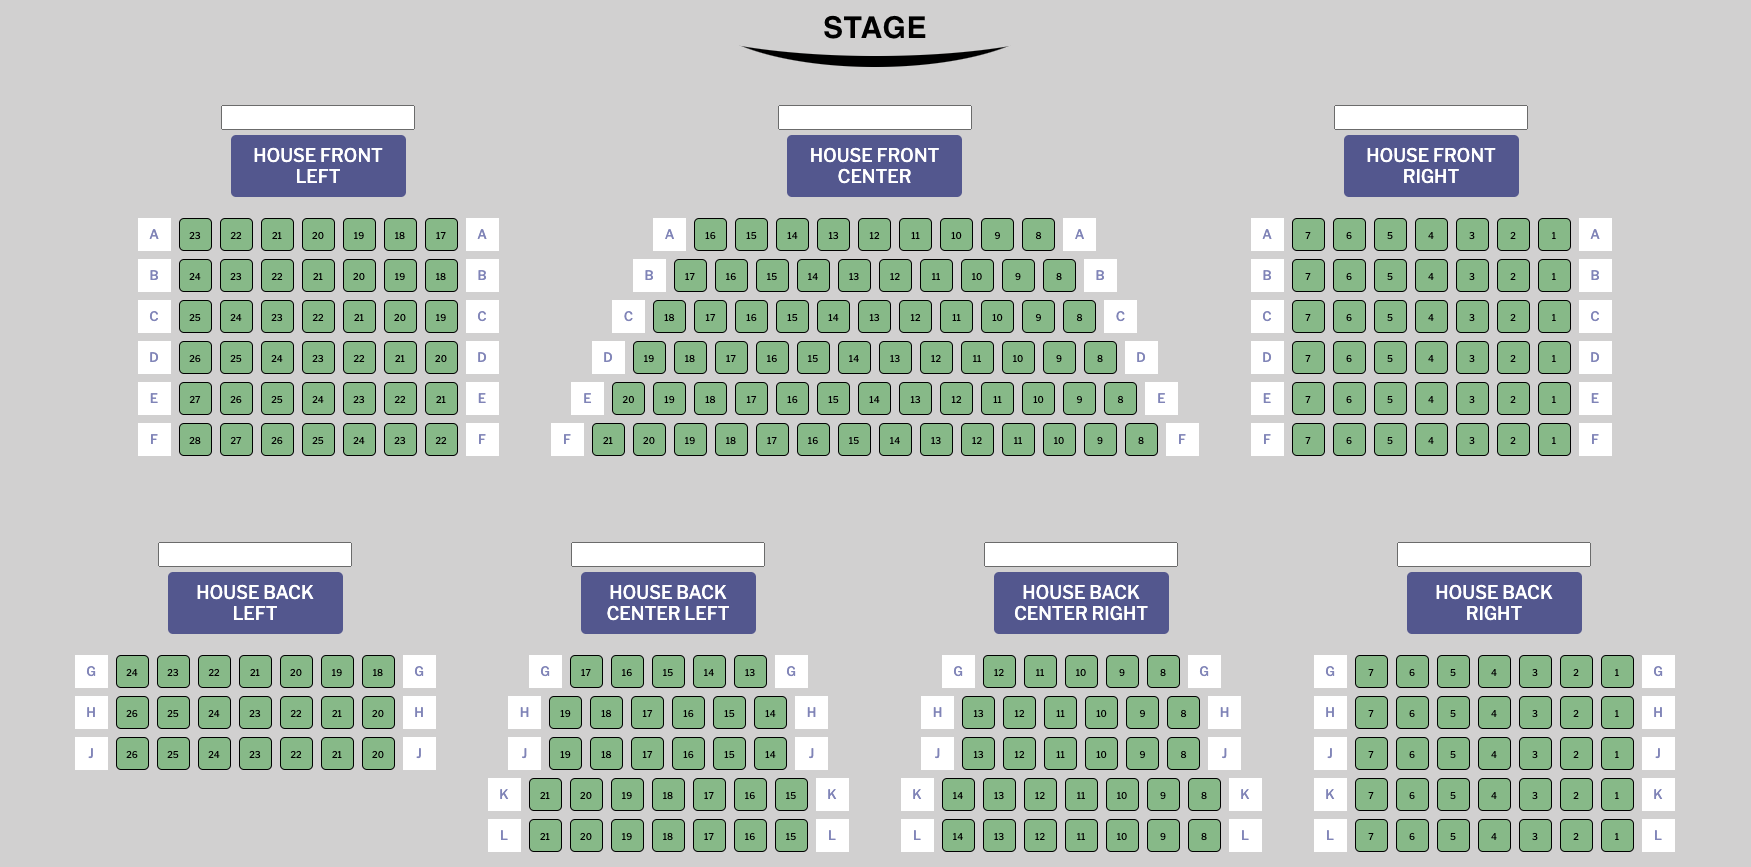 STAGE
HOUSE FRONT
LEFT
HOUSE FRONT
CENTER
HOUSE FRONT
RIGHT
A 23 22 21 20 19 18 17 A
B 24 23 22 21 20 19 18 B
C 25 24 23 22 21 20 19 C
D 26 25 24 23 22 21 20 D
E 27 26 25 24 23 22 21 E
F 28 27 26 25 24 23 22 F
A 16 15 14 13 12 11 10 9 8 A
B 17 16 15 14 13 12 11 10 9 8 B
C 18 17 16 15 14 13 12 11 10 9 8 C
D 19 18 17 16 15 14 13 12 11 10 9 8 D
E 20 19 18 17 16 15 14 13 12 11 10 9 8 E
F 21 20 19 18 17 16 15 14 13 12 11 10 9 8 F
A 7 6 5 4 3 2 1 A
B 7 6 5 4 3 2 1 B
C 7 6 5 4 3 2 1 C
D 7 6 5 4 3 2 1 D
E 7 6 5 4 3 2 1 E
F 7 6 5 4 3 2 1 F
HOUSE BACK
LEFT
HOUSE BACK
CENTER LEFT
HOUSE BACK
CENTER RIGHT
HOUSE BACK
RIGHT
G 24 23 22 21 20 19 18 G
H 26 25 24 23 22 21 20 H
J 26 25 24 23 22 21 20 J
G 17 16 15 14 13 G
H 19 18 17 16 15 14 H
J 19 18 17 16 15 14 J
K 21 20 19 18 17 16 15 K
L 21 20 19 18 17 16 15 L
G 12 11 10 9 8 G
H 13 12 11 10 9 8 H
J 13 12 11 10 9 8 J
K 14 13 12 11 10 9 8 K
L 14 13 12 11 10 9 8 L
G 7 6 5 4 3 2 1 G
H 7 6 5 4 3 2 1 H
J 7 6 5 4 3 2 1 J
K 7 6 5 4 3 2 1 K
L 7 6 5 4 3 2 1 L